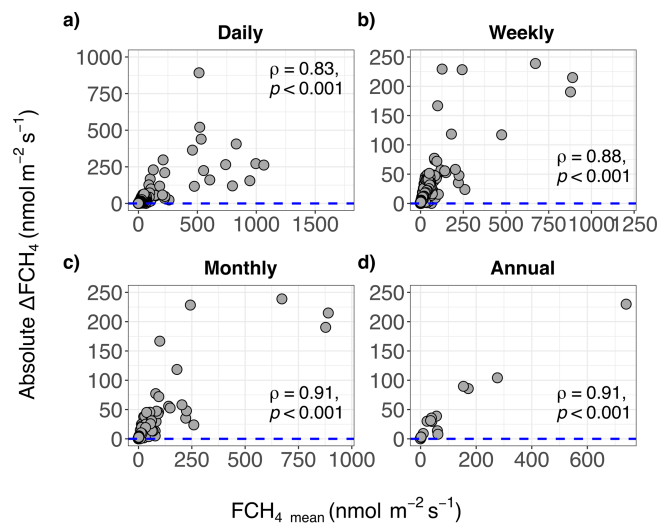 a) Daily
b) Weekly
Absolute ΔFCH₄ (nmol m⁻² s⁻¹)
1000
750
500
250
0
ρ = 0.83,
p < 0.001
0 500 1000 1500
250
200
150
100
50
0
ρ = 0.88,
p < 0.001
0 250 500 750 1000 1250
c) Monthly
d) Annual
250
200
150
100
50
0
ρ = 0.91,
p < 0.001
0 250 500 750 1000
250
200
150
100
50
0
ρ = 0.91,
p < 0.001
0 200 400 600
FCH₄ mean (nmol m⁻² s⁻¹)